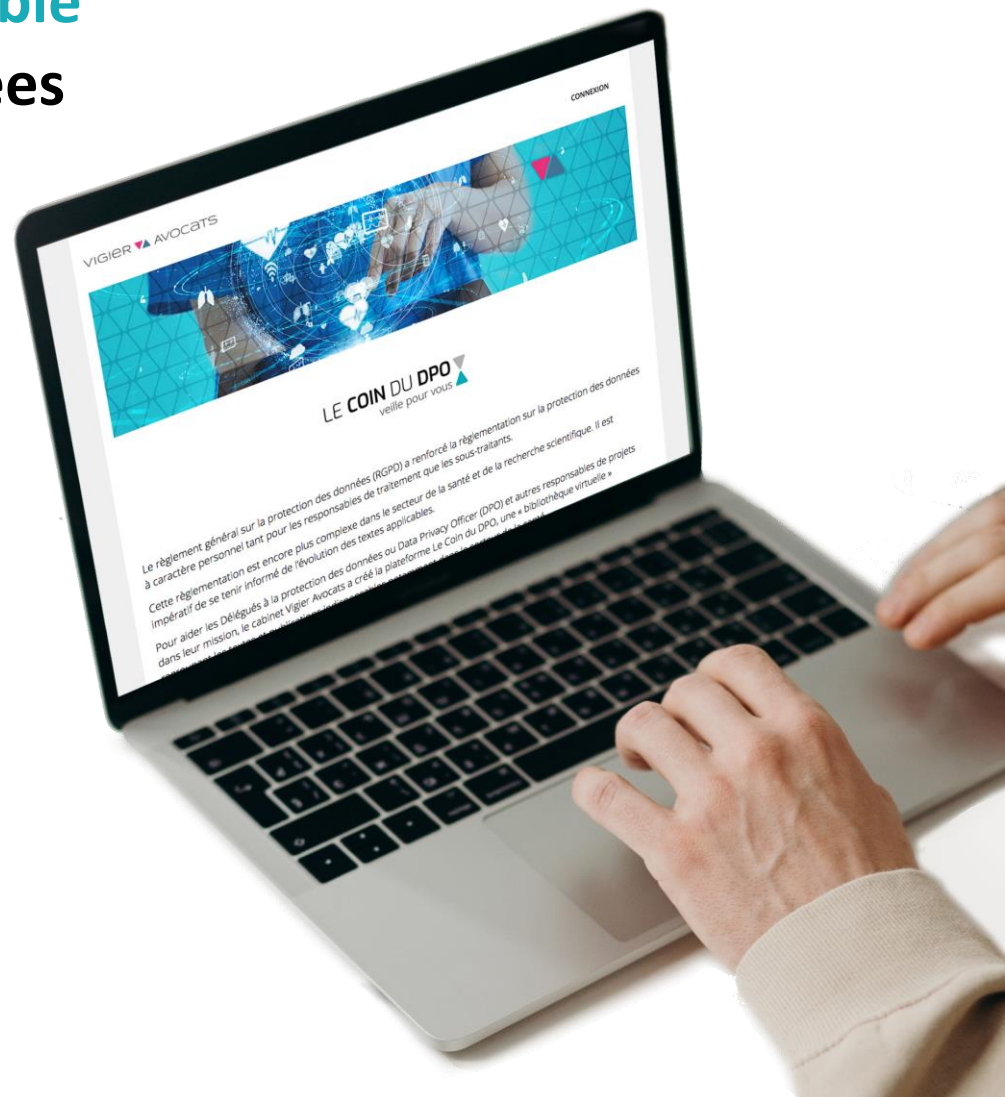 ble
ees
CONNEXION
VIGIER AVOCATS
LE COIN DU DPO
veille pour vous
Le règlement général sur la protection des données (RGPD) a renforcé la règlementation sur la protection des données
à caractère personnel tant pour les responsables de traitement que les sous-traitants.
Cette règlementation est encore plus complexe dans le secteur de la santé et de la recherche scientifique. Il est
impératif de se tenir informé de l'évolution des textes applicables.
Pour aider les Délégués à la protection des données ou Data Privacy Officer (DPO) et autres responsables de projets
dans leur mission, le cabinet Vigier Avocats a créé la plateforme Le Coin du DPO, une « bibliothèque virtuelle »